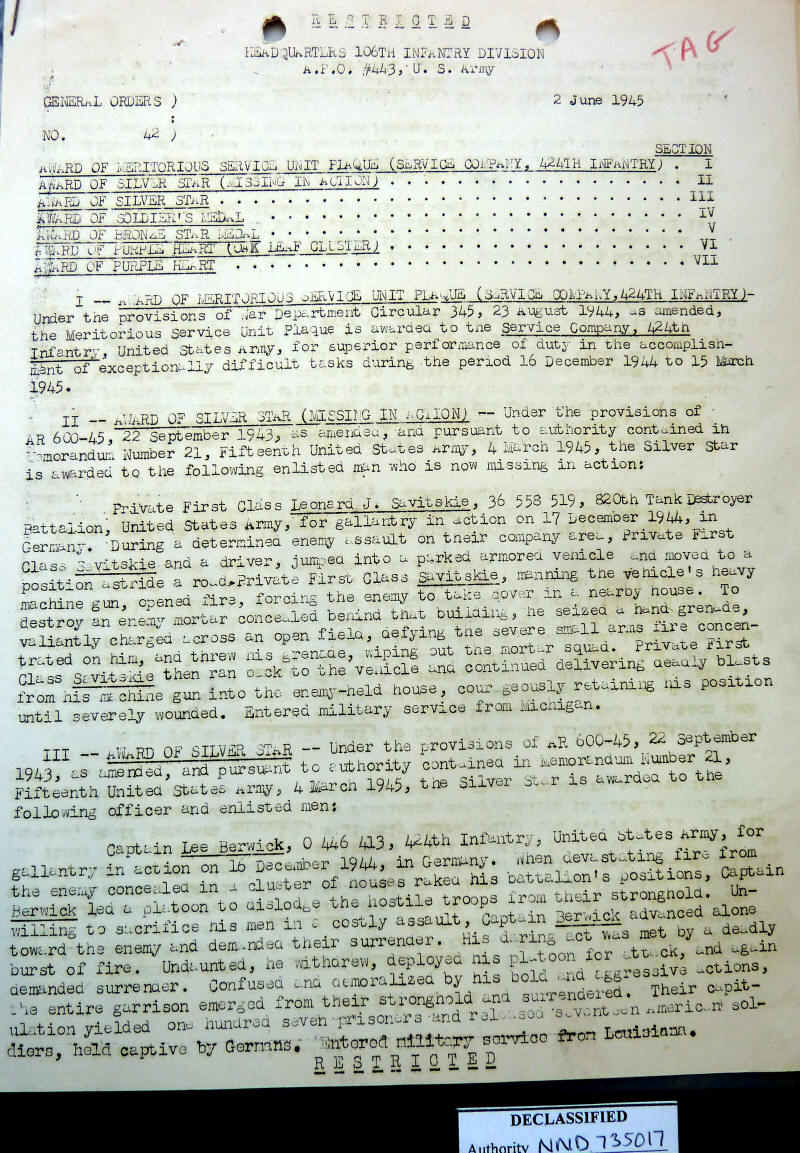 R E S T R I C T E D
HEADQUARTERS 106TH INFANTRY DIVISION
A.P.O. #443, U. S. Army
TAG
GENERAL ORDERS )
2 June 1945
:
NO. 42 )
SECTION
AWARD OF MERITORIOUS SERVICE UNIT PLAQUE (SERVICE COMPANY, 424TH INFANTRY) . I
AWARD OF SILVER STAR (MISSING IN ACTION) . . . . . . . . . . . . . . . . . . II
AWARD OF SILVER STAR . . . . . . . . . . . . . . . . . . . . . . . . . . . . III
AWARD OF SOLDIER'S MEDAL . . . . . . . . . . . . . . . . . . . . . . . . . . IV
AWARD OF BRONZE STAR MEDAL . . . . . . . . . . . . . . . . . . . . . . . . . V
AWARD OF PURPLE HEART (OAK LEAF CLUSTER) . . . . . . . . . . . . . . . . . . VI
AWARD OF PURPLE HEART . . . . . . . . . . . . . . . . . . . . . . . . . . . VII
I -- AWARD OF MERITORIOUS SERVICE UNIT PLAQUE (SERVICE COMPANY,424TH INFANTRY)-
Under the provisions of War Department Circular 345, 23 August 1944, as amended,
the Meritorious Service Unit Plaque is awarded to the Service Company, 424th
Infantry, United States Army, for superior performance of duty in the accomplish-
ment of exceptionally difficult tasks during the period 16 December 1944 to 15 March
1945.
II -- AWARD OF SILVER STAR (MISSING IN ACTION) -- Under the provisions of
AR 600-45, 22 September 1943, as amended, and pursuant to authority contained in
Memorandum Number 21, Fifteenth United States Army, 4 March 1945, the Silver Star
is awarded to the following enlisted man who is now missing in action:
Private First Class Leonard J. Savitskie, 36 558 519, 820th Tank Destroyer
Battalion, United States Army, for gallantry in action on 17 December 1944, in
Germany. During a determined enemy assault on their company area, Private First
Class Savitskie and a driver, jumped into a parked armored vehicle and moved to a
position astride a road. Private First Class Savitskie, manning the vehicle's heavy
machine gun, opened fire, forcing the enemy to take cover in a nearby house. To
destroy an enemy mortar concealed behind that building, he seized a hand grenade,
valiantly charged across an open field, defying the severe small arms fire concen-
trated on him, and threw his grenade, wiping out the mortar squad. Private First
Class Savitskie then ran back to the vehicle and continued delivering deadly blasts
from his machine gun into the enemy-held house, courageously retaining his position
until severely wounded. Entered military service from Michigan.
III -- AWARD OF SILVER STAR -- Under the provisions of AR 600-45, 22 September
1943, as amended, and pursuant to authority contained in Memorandum Number 21,
Fifteenth United States Army, 4 March 1945, the Silver Star is awarded to the
following officer and enlisted men:
Captain Lee Berwick, O 446 413, 424th Infantry, United States Army, for
gallantry in action on 16 December 1944, in Germany. When devastating fire from
the enemy concealed in a cluster of houses raked his battalion's positions, Captain
Berwick led a platoon to dislodge the hostile troops from their stronghold. Un-
willing to sacrifice his men in a costly assault, Captain Berwick advanced alone
toward the enemy and demanded their surrender. His daring act was met by a deadly
burst of fire. Undaunted, he withdrew, deployed his platoon for attack, and again
demanded surrender. Confused and demoralized by his bold and aggressive actions,
the entire garrison emerged from their stronghold and surrendered. Their capit-
ulation yielded one hundred seven prisoners and released seventeen American sol-
diers, held captive by Germans. Entered military service from Louisiana.
R E S T R I C T E D
DECLASSIFIED
Authority NND 735017